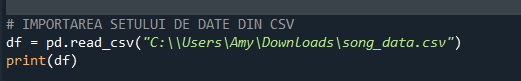 # IMPORTAREA SETULUI DE DATE DIN CSV
df = pd.read_csv("C:\\Users\Amy\Downloads\song_data.csv")
print(df)